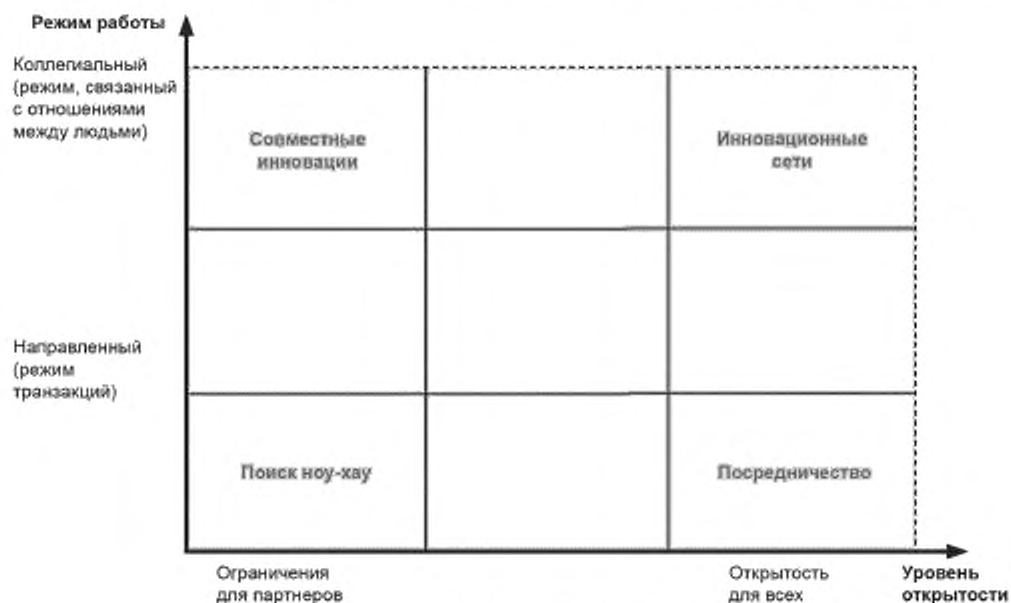 Режим работы
Коллегиальный
(режим, связанный
с отношениями
между людьми)
Совместные
инновации
Инновационные
сети
Направленный
(режим
транзакций)
Поиск ноу-хау
Посредничество
Ограничения
для партнеров
Открытость
для всех
Уровень
открытости